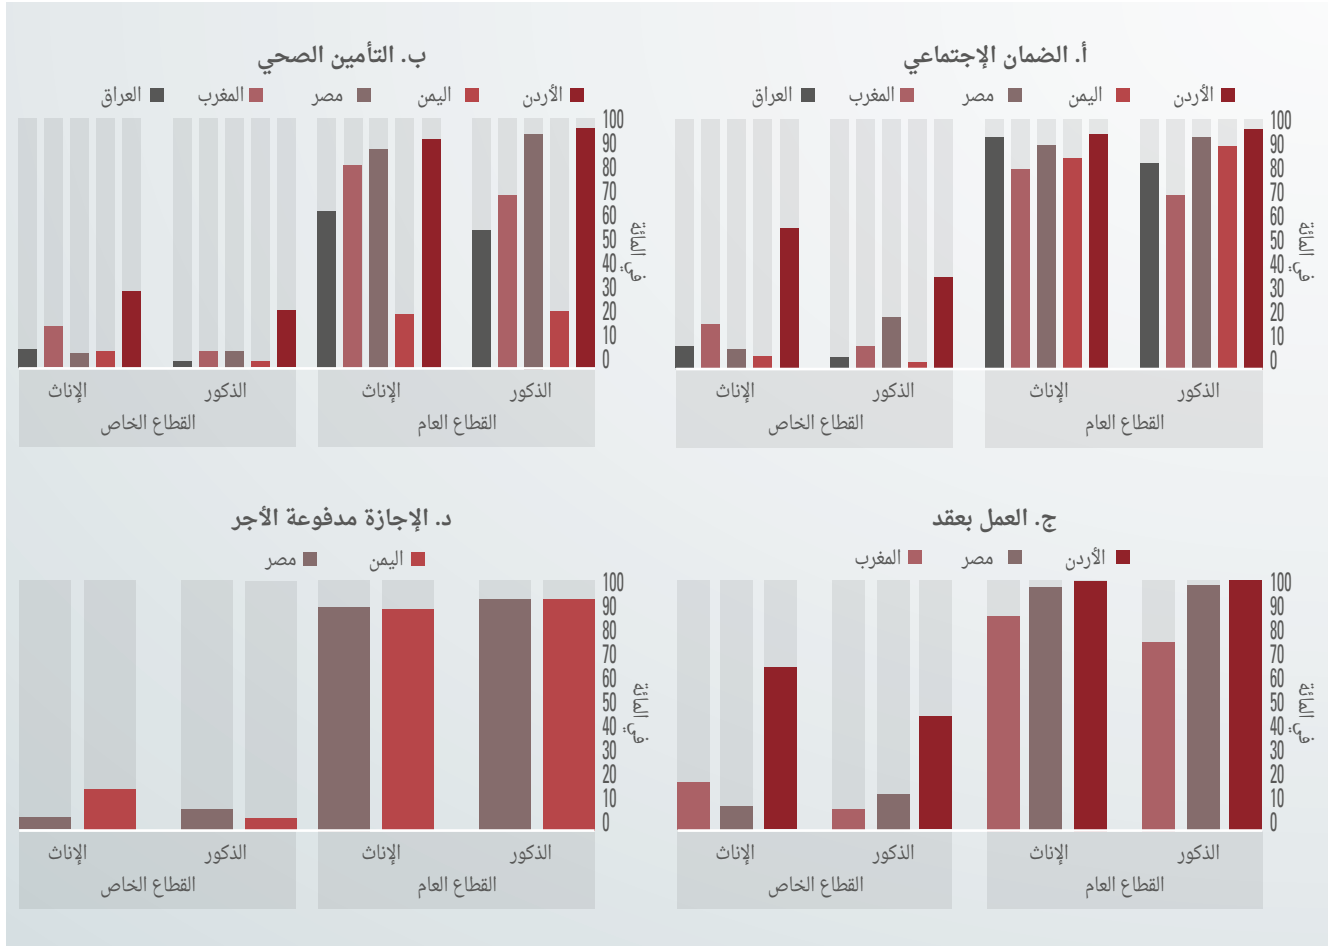 أ. الضمان الإجتماعي
الأردن اليمن مصر المغرب العراق
100
90
80
70
60
50
40
30
20
10
0
في المائة
الذكور الإناث الذكور الإناث
القطاع العام القطاع الخاص
ب. التأمين الصحي
الأردن اليمن مصر المغرب العراق
100
90
80
70
60
50
40
30
20
10
0
في المائة
الذكور الإناث الذكور الإناث
القطاع العام القطاع الخاص
ج. العمل بعقد
الأردن مصر المغرب
100
90
80
70
60
50
40
30
20
10
0
في المائة
الذكور الإناث الذكور الإناث
القطاع العام القطاع الخاص
د. الإجازة مدفوعة الأجر
اليمن مصر
100
90
80
70
60
50
40
30
20
10
0
في المائة
الذكور الإناث الذكور الإناث
القطاع العام القطاع الخاص